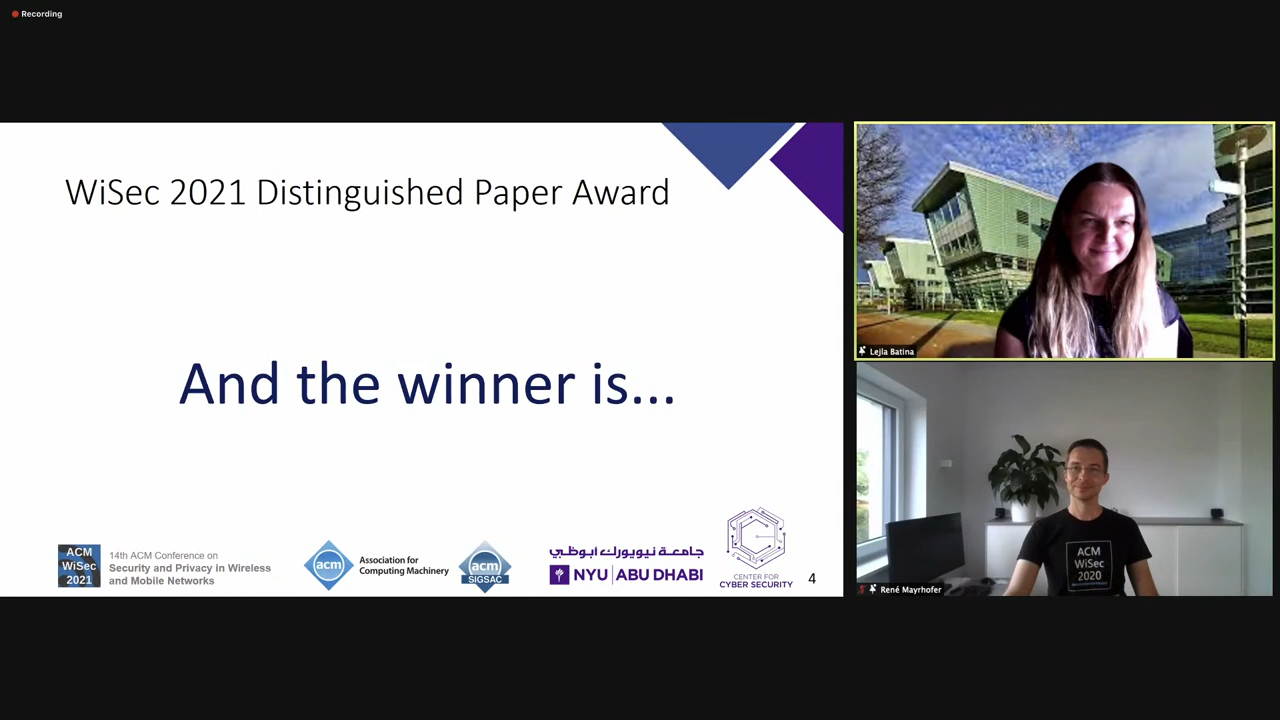 Recording
WiSec 2021 Distinguished Paper Award
And the winner is...
ACM
WiSec
2021
14th ACM Conference on
Security and Privacy in Wireless
and Mobile Networks
acm
Association for
Computing Machinery
acm
SIGSAC
جامعة نيويورك أبوظبي
NYU | ABU DHABI
CENTER FOR
CYBER SECURITY
4
Lejla Batina
ACM
WiSec
2020
René Mayrhofer